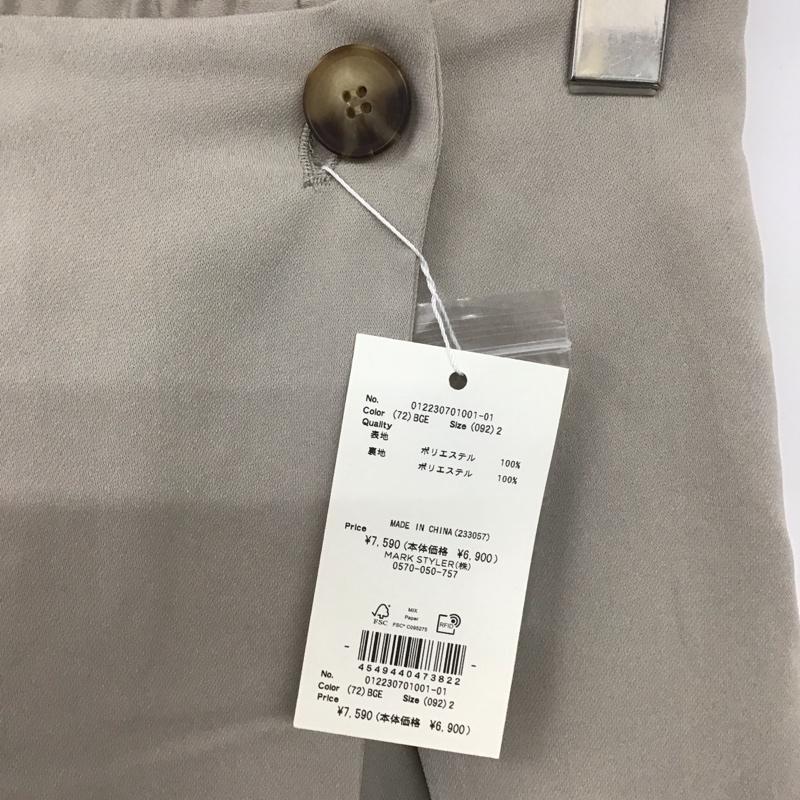 No. 012230701001-01
Color (72)BGE Size (092)2
Quality
表地 ポリエステル 100%
裏地 ポリエステル 100%
MADE IN CHINA(233057)
Price ¥7,590(本体価格 ¥6,900)
MARK STYLER(株)
0570-050-757
FSC MIX Paper FSC® C095275 RFID
4549440473822
No. 012230701001-01
Color (72)BGE Size (092)2
Price ¥7,590(本体価格 ¥6,900)